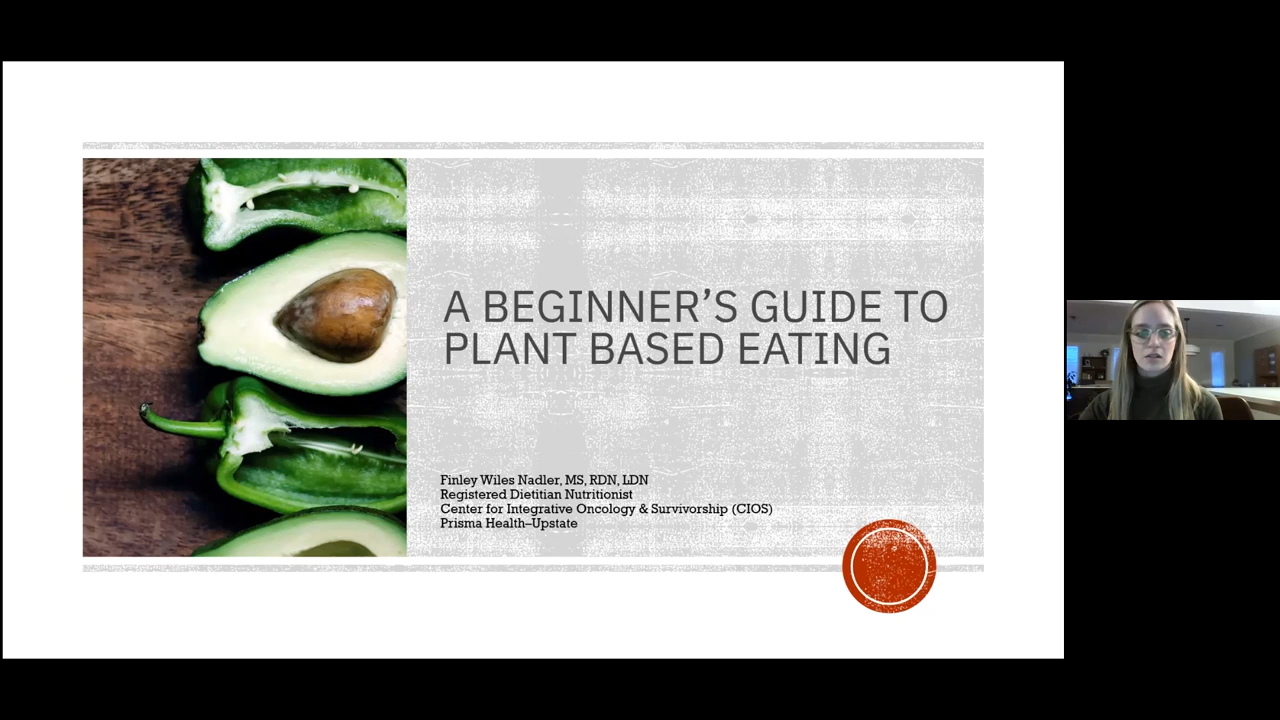 A BEGINNER’S GUIDE TO
PLANT BASED EATING
Finley Wiles Nadler, MS, RDN, LDN
Registered Dietitian Nutritionist
Center for Integrative Oncology & Survivorship (CIOS)
Prisma Health–Upstate